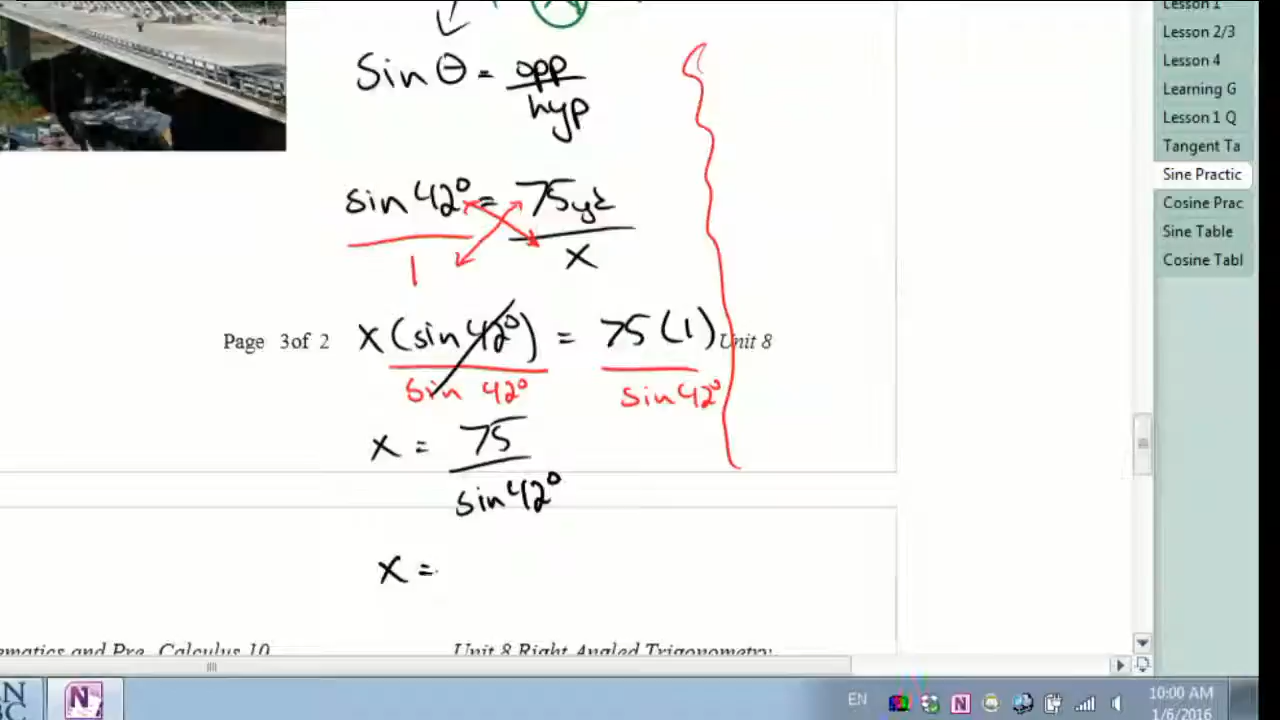 Sin θ = opp
hyp
sin 42° = 75yd
1 x
x (sin 42°) = 75 (1)
sin 42° sin 42°
Page 3of 2 Unit 8
x = 75
sin 42°
x =
ematics and Pre. Calculus 10
Unit 8 Right Angled Trigonometry
Lesson 1
Lesson 2/3
Lesson 4
Learning G
Lesson 1 Q
Tangent Ta
Sine Practic
Cosine Prac
Sine Table
Cosine Tabl
EN
10:00 AM
1/6/2016